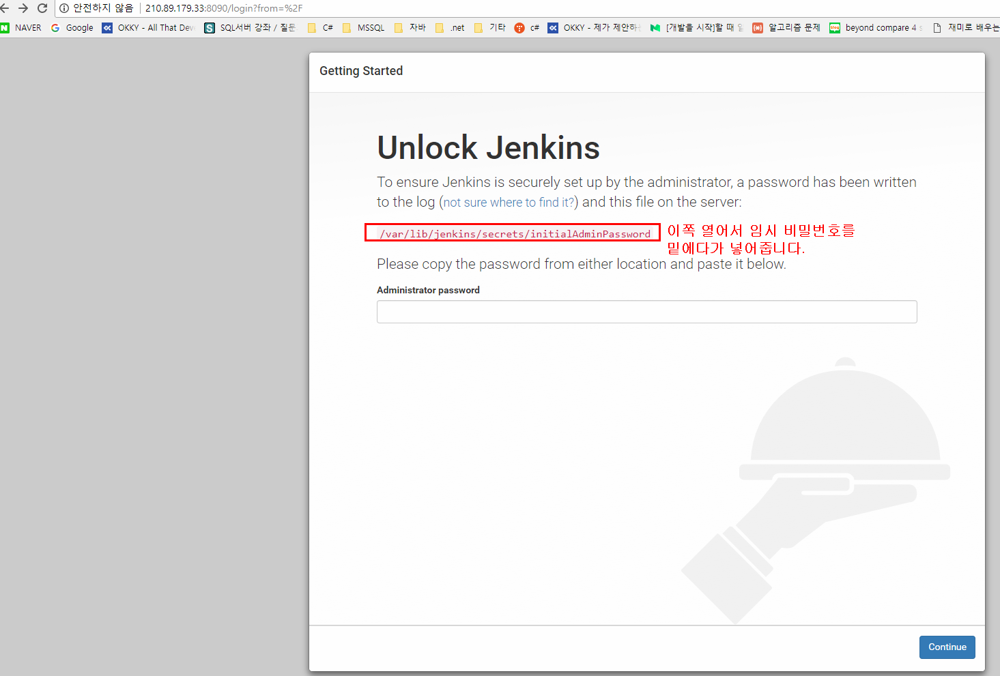 안전하지 않음 210.89.179.33:8090/login?from=%2F
NAVER Google OKKY - All That Dev SQL서버 강좌 / 질문 C# MSSQL 자바 .net 기타 c# OKKY - 제가 제안하는 [개발을 시작]할 때 알고리즘 문제 beyond compare 4 s 재미로 배우는
Getting Started
Unlock Jenkins
To ensure Jenkins is securely set up by the administrator, a password has been written
to the log (not sure where to find it?) and this file on the server:
/var/lib/jenkins/secrets/initialAdminPassword 이쪽 열어서 임시 비밀번호를
밑에다가 넣어줍니다.
Please copy the password from either location and paste it below.
Administrator password
Continue